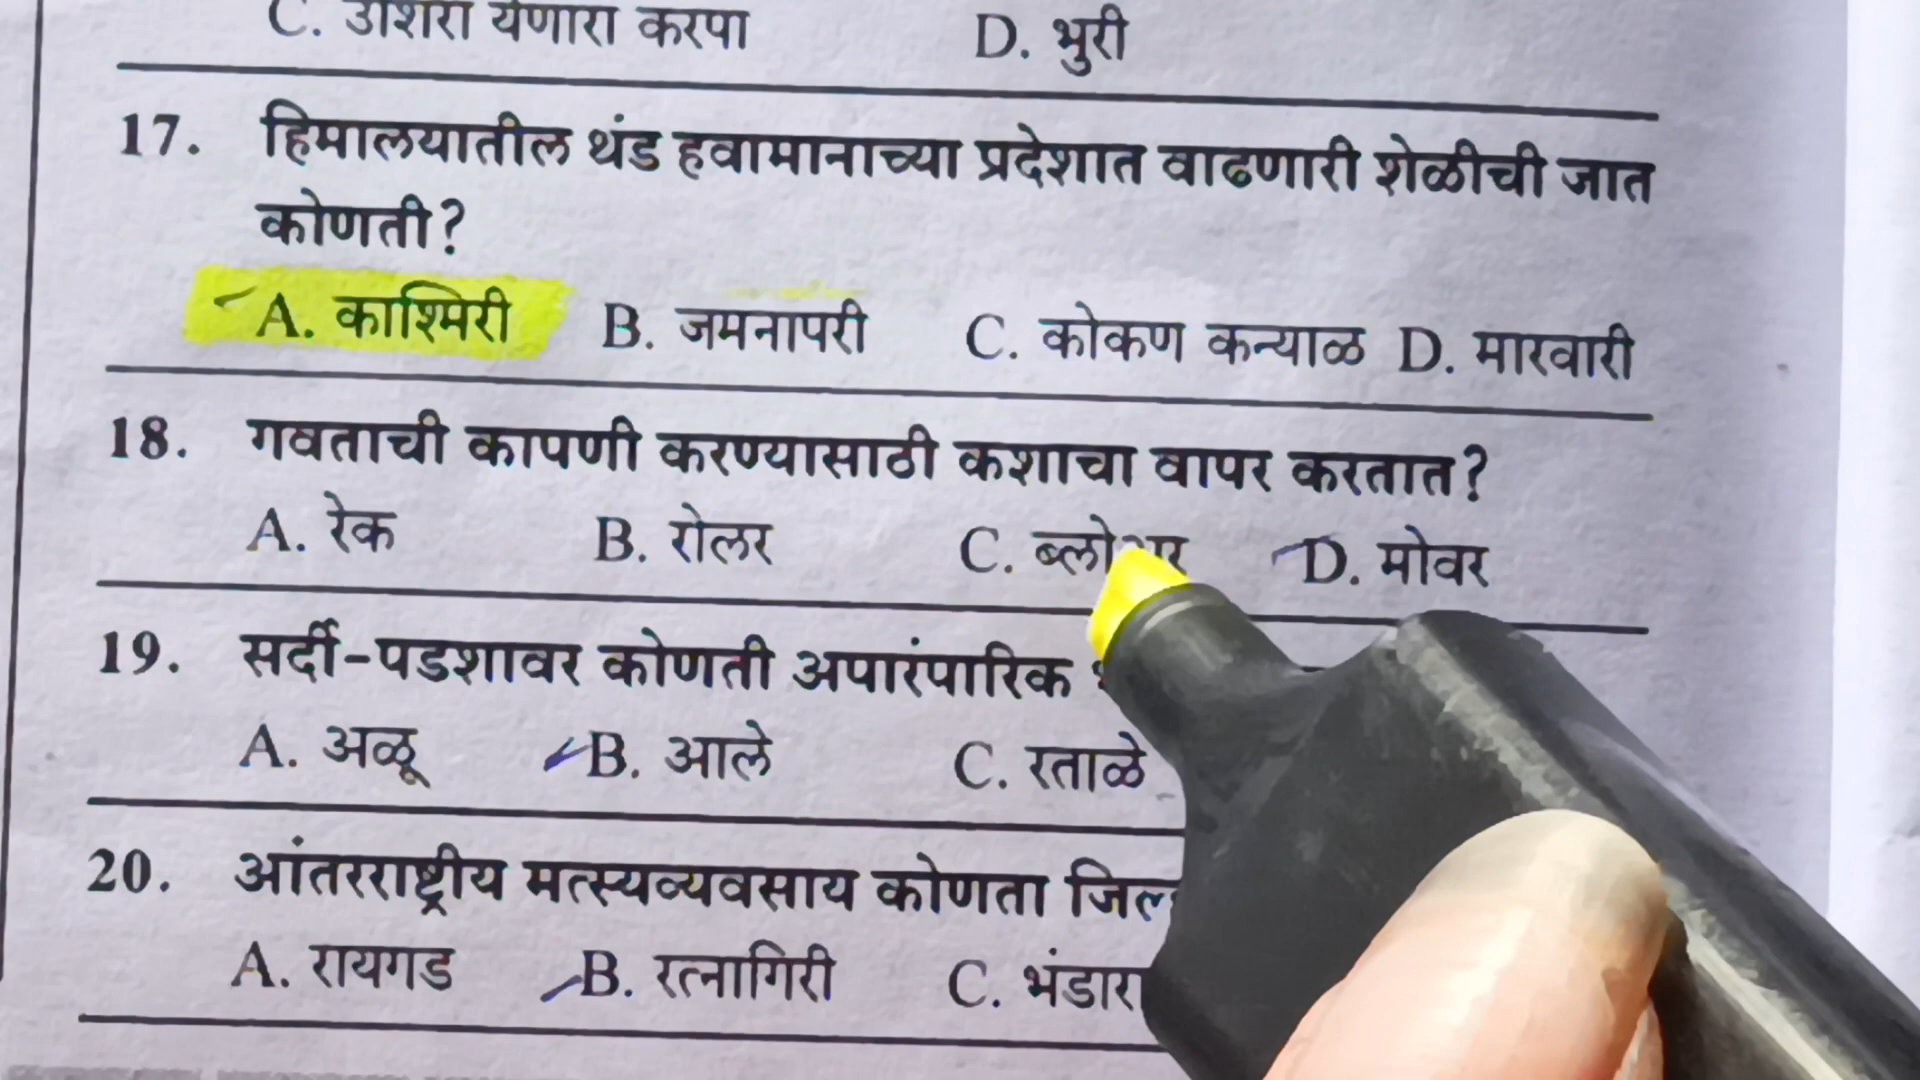 C. उशिरा येणारा करपा D. भुरी
17. हिमालयातील थंड हवामानाच्या प्रदेशात वाढणारी शेळीची जात
कोणती?
A. काश्मिरी B. जमनापरी C. कोकण कन्याळ D. मारवारी
18. गवताची कापणी करण्यासाठी कशाचा वापर करतात?
A. रेक B. रोलर C. D. मोवर
19. सर्दी-पडशावर कोणती अपारंपारिक
A. अळू B. आले C. रताळे
20. आंतरराष्ट्रीय मत्स्यव्यवसाय कोणता
A. रायगड B. रत्नागिरी C.